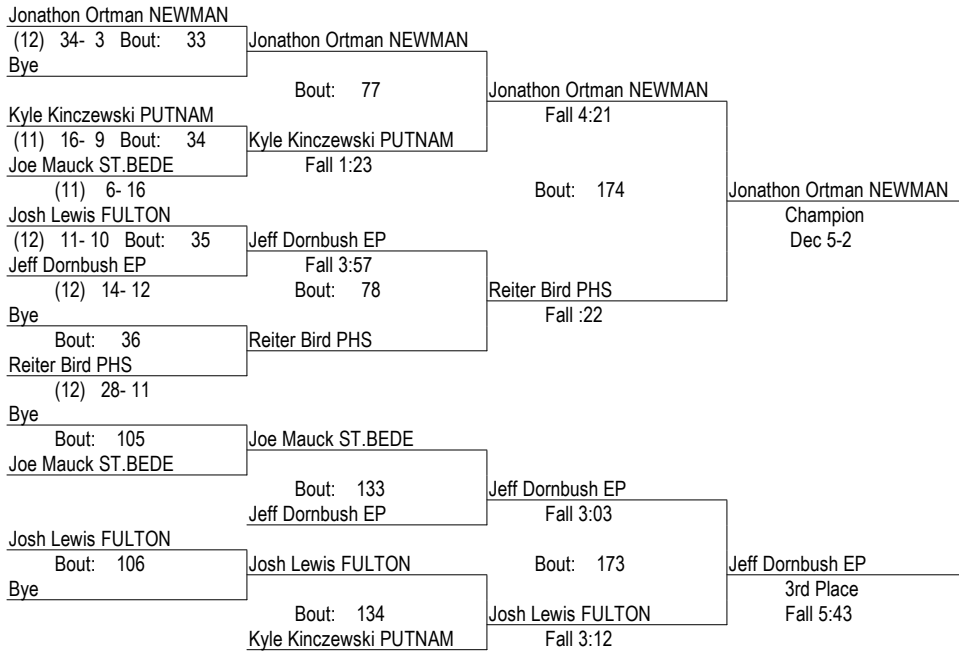 Jonathon Ortman NEWMAN
(12) 34- 3 Bout: 33 Jonathon Ortman NEWMAN
Bye
Bout: 77 Jonathon Ortman NEWMAN
Kyle Kinczewski PUTNAM Fall 4:21
(11) 16- 9 Bout: 34 Kyle Kinczewski PUTNAM
Joe Mauck ST.BEDE Fall 1:23
(11) 6- 16 Bout: 174 Jonathon Ortman NEWMAN
Josh Lewis FULTON Champion
(12) 11- 10 Bout: 35 Jeff Dornbush EP Dec 5-2
Jeff Dornbush EP Fall 3:57
(12) 14- 12 Bout: 78 Reiter Bird PHS
Bye Fall :22
Bout: 36 Reiter Bird PHS
Reiter Bird PHS
(12) 28- 11
Bye
Bout: 105 Joe Mauck ST.BEDE
Joe Mauck ST.BEDE
Bout: 133 Jeff Dornbush EP
Jeff Dornbush EP Fall 3:03
Josh Lewis FULTON
Bout: 106 Josh Lewis FULTON Bout: 173 Jeff Dornbush EP
Bye 3rd Place
Bout: 134 Josh Lewis FULTON Fall 5:43
Kyle Kinczewski PUTNAM Fall 3:12